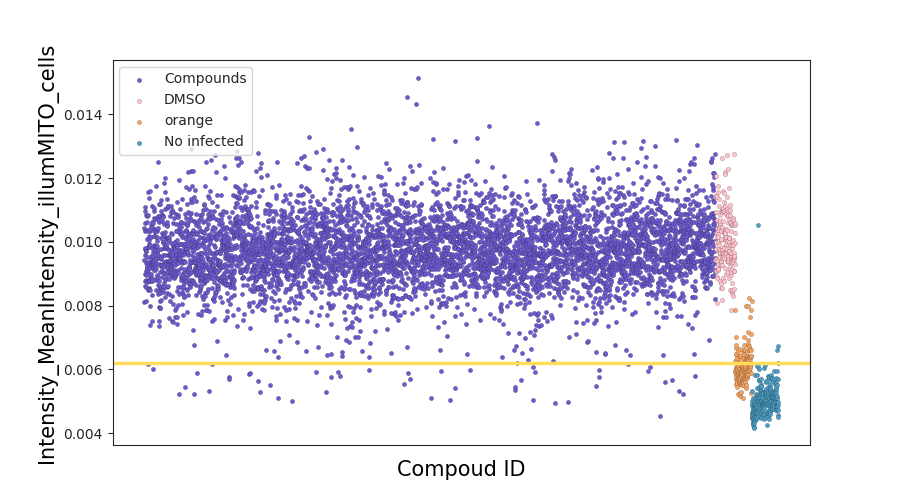 Intensity_MeanIntensity_illumMITO_cells
Compounds
DMSO
orange
No infected
0.014
0.012
0.010
0.008
0.006
0.004
Compoud ID